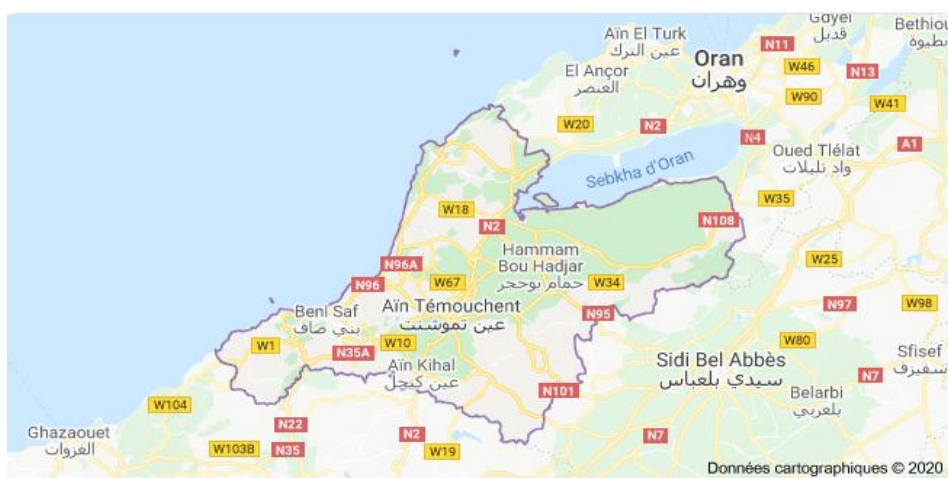 Gdyel
قديل
Bethiou
بطيوة
Aïn El Turk
عين الترك
N11
Oran
وهران
W46
N13
El Ançor
العنصر
W90
W41
W20
N2
N4
A1
Oued Tlélat
واد تليلات
Sebkha d'Oran
W35
W18
N2
N108
Hammam
Bou Hadjar
حمام بوحجر
W25
N96A
N96
W67
W34
Beni Saf
بني صاف
Aïn Témouchent
عين تموشنت
N95
N97
W98
W1
N35A
W10
W80
Aïn Kihal
Sidi Bel Abbès
سيدي بلعباس
Sfisef
سفيزف
N7
N101
Belarbi
بلعربي
W104
Ghazaouet
الغزوات
N22
N2
N7
W103B
N35
W19
Données cartographiques © 2020